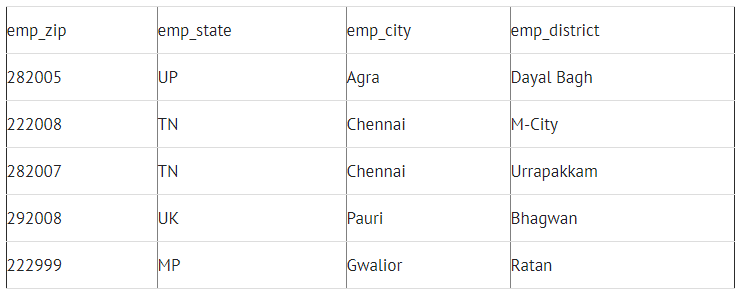 emp_zip emp_state emp_city emp_district
282005 UP Agra Dayal Bagh
222008 TN Chennai M-City
282007 TN Chennai Urrapakkam
292008 UK Pauri Bhagwan
222999 MP Gwalior Ratan